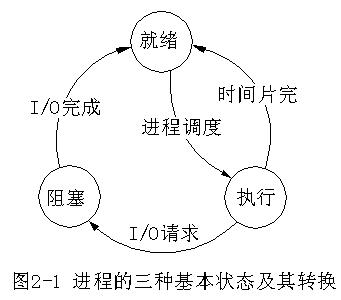 就绪
I/O完成
时间片完
进程调度
阻塞
执行
I/O请求
图2-1 进程的三种基本状态及其转换